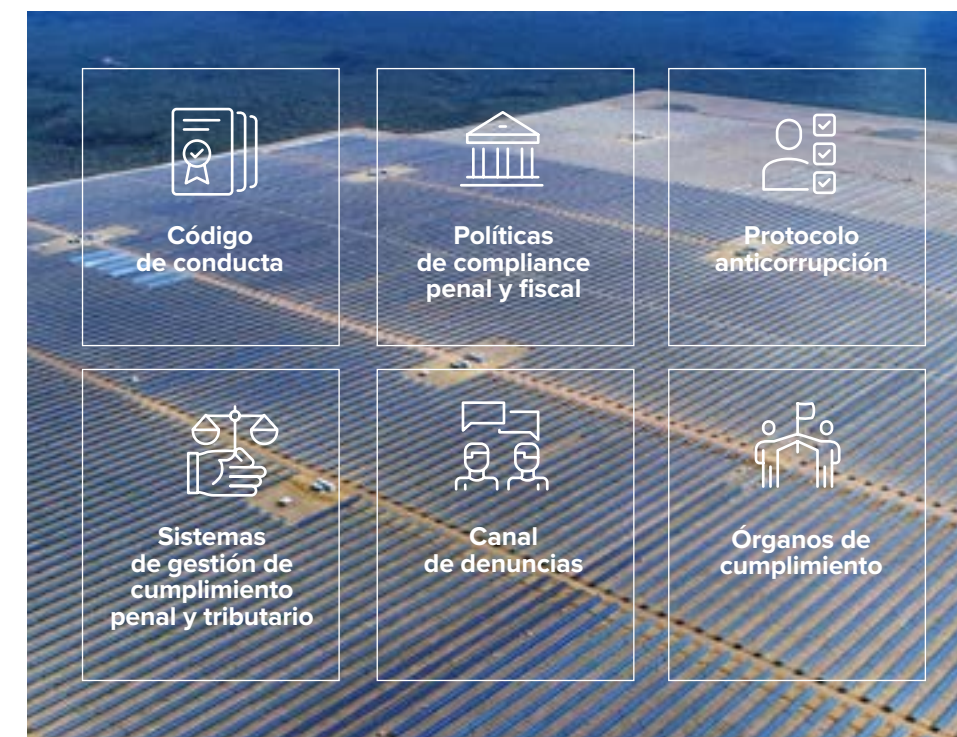 Código
de conducta
Políticas
de compliance
penal y fiscal
Protocolo
anticorrupción
Sistemas
de gestión de
cumplimiento
penal y tributario
Canal
de denuncias
Órganos de
cumplimiento